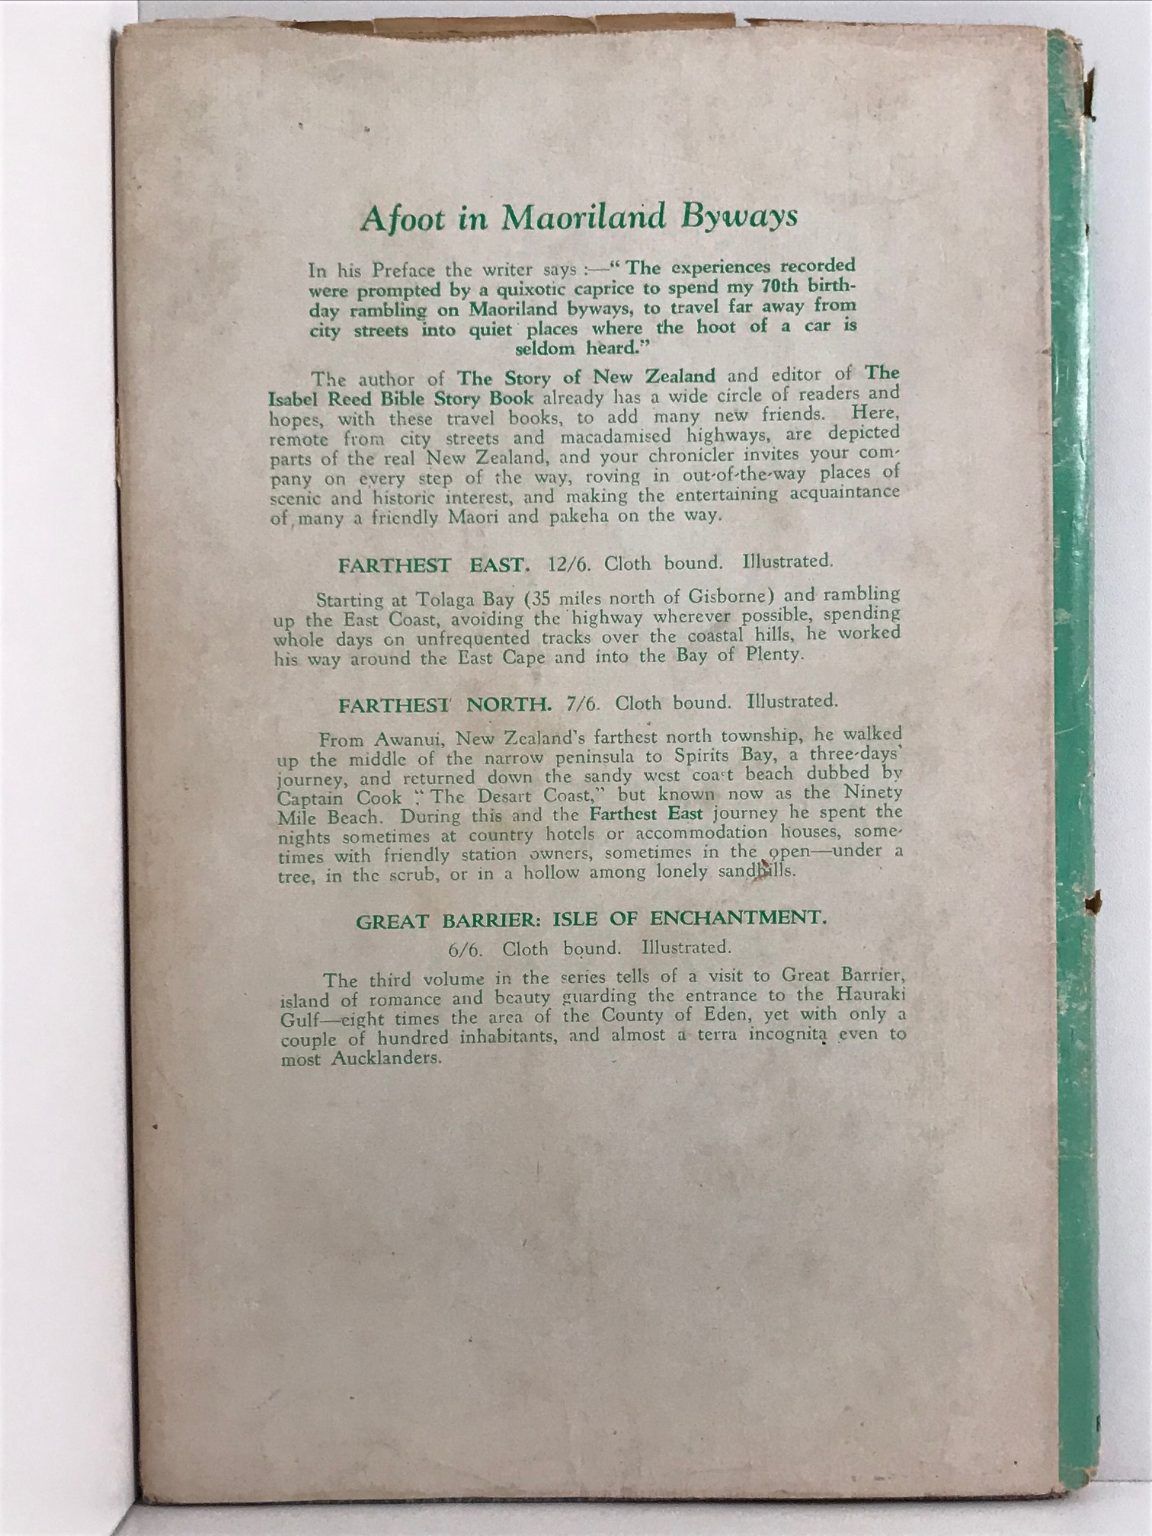 Afoot in Maoriland Byways
In his Preface the writer says :—“ The experiences recorded
were prompted by a quixotic caprice to spend my 70th birth-
day rambling on Maoriland byways, to travel far away from
city streets into quiet places where the hoot of a car is
seldom heard.”
The author of The Story of New Zealand and editor of The
Isabel Reed Bible Story Book already has a wide circle of readers and
hopes, with these travel books, to add many new friends. Here,
remote from city streets and macadamised highways, are depicted
parts of the real New Zealand, and your chronicler invites your com-
pany on every step of the way, roving in out-of-the-way places of
scenic and historic interest, and making the entertaining acquaintance
of many a friendly Maori and pakeha on the way.
FARTHEST EAST. 12/6. Cloth bound. Illustrated.
Starting at Tolaga Bay (35 miles north of Gisborne) and rambling
up the East Coast, avoiding the highway wherever possible, spending
whole days on unfrequented tracks over the coastal hills, he worked
his way around the East Cape and into the Bay of Plenty.
FARTHEST NORTH. 7/6. Cloth bound. Illustrated.
From Awanui, New Zealand's farthest north township, he walked
up the middle of the narrow peninsula to Spirits Bay, a three-days'
journey, and returned down the sandy west coast beach dubbed by
Captain Cook “The Desart Coast,” but known now as the Ninety
Mile Beach. During this and the Farthest East journey he spent the
nights sometimes at country hotels or accommodation houses, some-
times with friendly station owners, sometimes in the open—under a
tree, in the scrub, or in a hollow among lonely sandhills.
GREAT BARRIER: ISLE OF ENCHANTMENT.
6/6. Cloth bound. Illustrated.
The third volume in the series tells of a visit to Great Barrier,
island of romance and beauty guarding the entrance to the Hauraki
Gulf—eight times the area of the County of Eden, yet with only a
couple of hundred inhabitants, and almost a terra incognita even to
most Aucklanders.